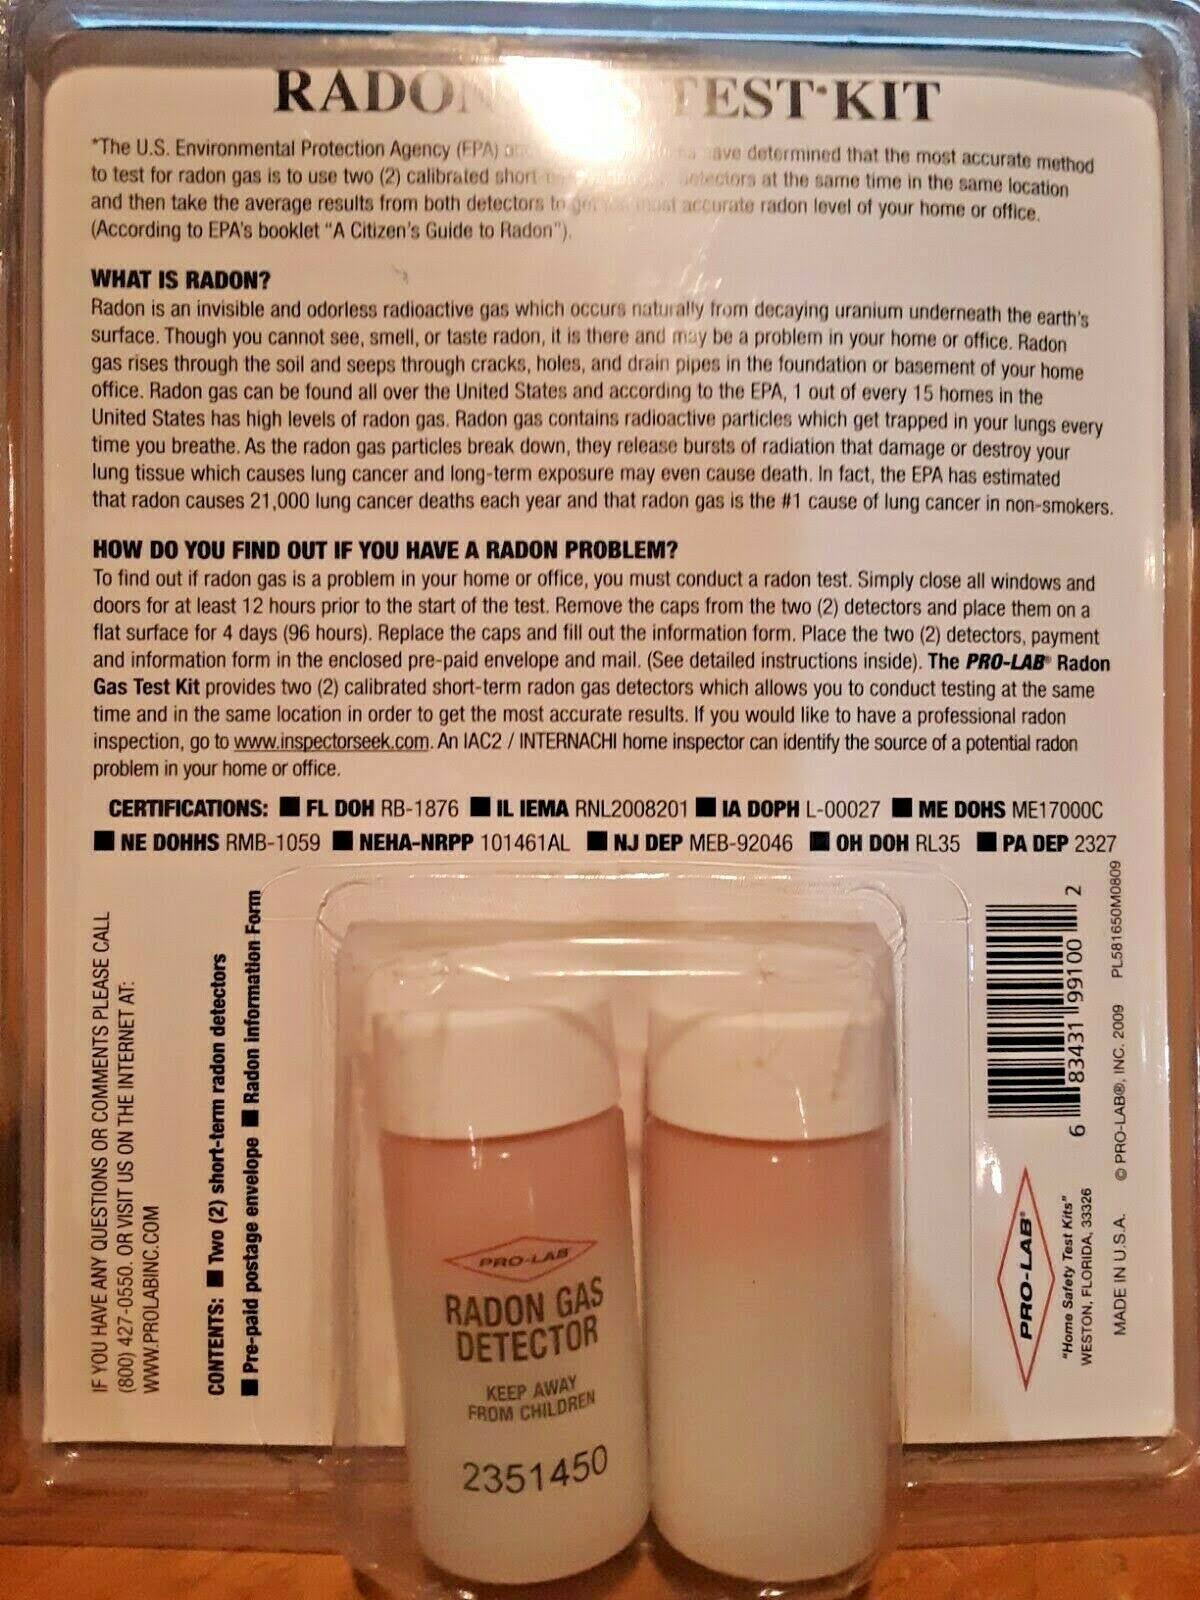 RADON TEST KIT
*The U.S. Environmental Protection Agency (EPA) have determined that the most accurate method
to test for radon gas is to use two (2) calibrated short detectors at the same time in the same location
and then take the average results from both detectors to get most accurate radon level of your home or office.
(According to EPA's booklet "A Citizen's Guide to Radon").
WHAT IS RADON?
Radon is an invisible and odorless radioactive gas which occurs naturally from decaying uranium underneath the earth's
surface. Though you cannot see, smell, or taste radon, it is there and may be a problem in your home or office. Radon
gas rises through the soil and seeps through cracks, holes, and drain pipes in the foundation or basement of your home
office. Radon gas can be found all over the United States and according to the EPA, 1 out of every 15 homes in the
United States has high levels of radon gas. Radon gas contains radioactive particles which get trapped in your lungs every
time you breathe. As the radon gas particles break down, they release bursts of radiation that damage or destroy your
lung tissue which causes lung cancer and long-term exposure may even cause death. In fact, the EPA has estimated
that radon causes 21,000 lung cancer deaths each year and that radon gas is the #1 cause of lung cancer in non-smokers.
HOW DO YOU FIND OUT IF YOU HAVE A RADON PROBLEM?
To find out if radon gas is a problem in your home or office, you must conduct a radon test. Simply close all windows and
doors for at least 12 hours prior to the start of the test. Remove the caps from the two (2) detectors and place them on a
flat surface for 4 days (96 hours). Replace the caps and fill out the information form. Place the two (2) detectors, payment
and information form in the enclosed pre-paid envelope and mail. (See detailed instructions inside). The PRO-LAB® Radon
Gas Test Kit provides two (2) calibrated short-term radon gas detectors which allows you to conduct testing at the same
time and in the same location in order to get the most accurate results. If you would like to have a professional radon
inspection, go to www.inspectorseek.com. An IAC2 / INTERNACHI home inspector can identify the source of a potential radon
problem in your home or office.
CERTIFICATIONS: ■ FL DOH RB-1876 ■ IL IEMA RNL2008201 ■ IA DOPH L-00027 ■ ME DOHS ME17000C
■ NE DOHHS RMB-1059 ■ NEHA-NRPP 101461AL ■ NJ DEP MEB-92046 ■ OH DOH RL35 ■ PA DEP 2327
IF YOU HAVE ANY QUESTIONS OR COMMENTS PLEASE CALL
(800) 427-0550. OR VISIT US ON THE INTERNET AT:
WWW.PROLABINC.COM
CONTENTS: ■ Two (2) short-term radon detectors
■ Pre-paid postage envelope ■ Radon information Form
PRO-LAB
RADON GAS
DETECTOR
KEEP AWAY
FROM CHILDREN
2351450
6 83431 99100 2
PRO-LAB®
"Home Safety Test Kits"
WESTON, FLORIDA, 33326
MADE IN U.S.A. © PRO-LAB®, INC. 2009 PL581650M0809